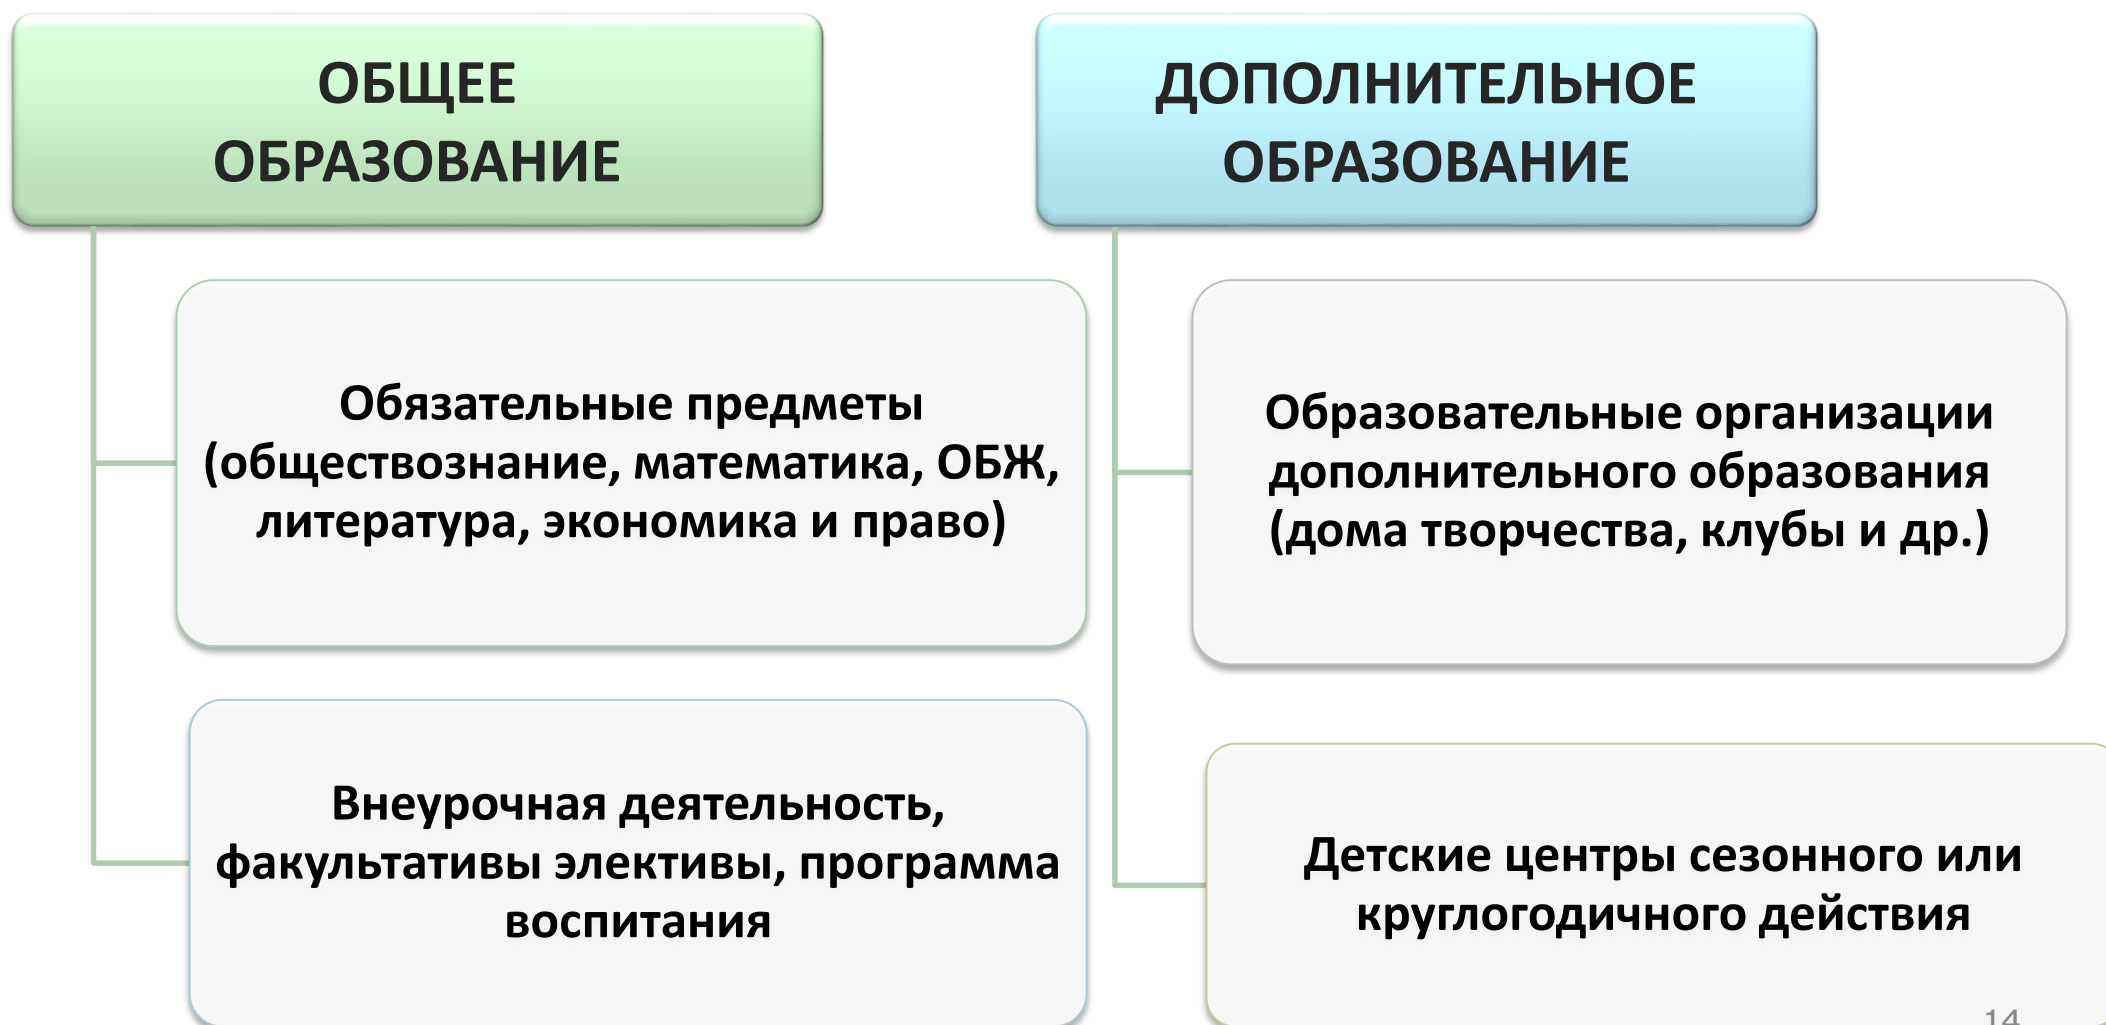 ОБЩЕЕ
ОБРАЗОВАНИЕ
Обязательные предметы
(обществознание, математика, ОБЖ,
литература, экономика и право)
Внеурочная деятельность,
факультативы элективы, программа
воспитания
ДОПОЛНИТЕЛЬНОЕ
ОБРАЗОВАНИЕ
Образовательные организации
дополнительного образования
(дома творчества, клубы и др.)
Детские центры сезонного или
круглогодичного действия
14